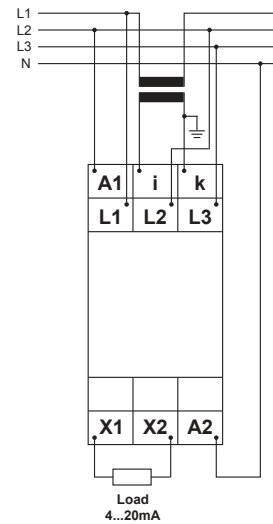 L1
L2
L3
N
A1 i k
L1 L2 L3
X1 X2 A2
Load
4...20mA